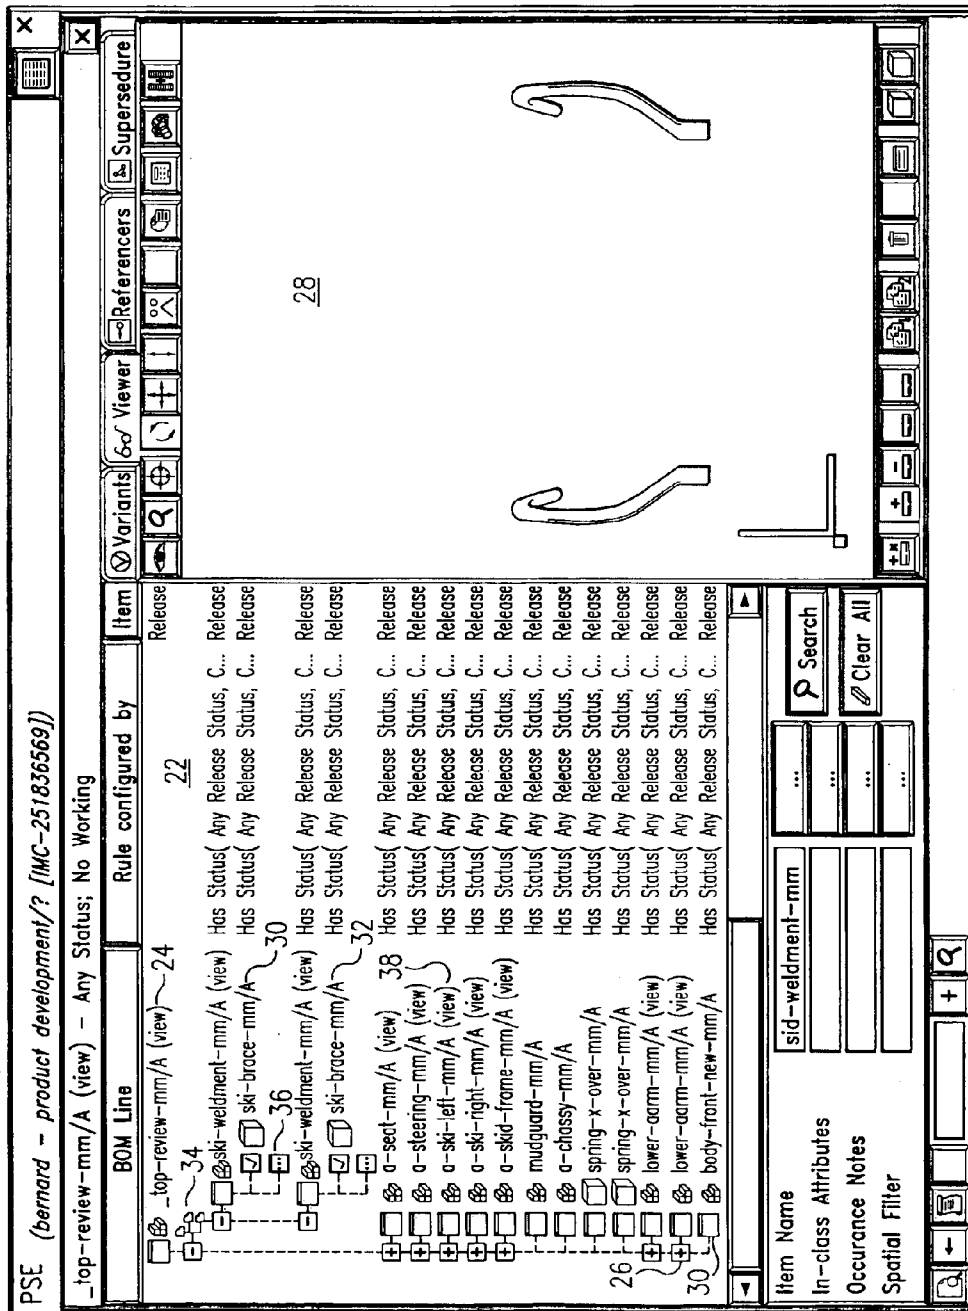 PSE (bernard - product development/? [IMC-251836569])
_top-review-mm/A (view) - Any Status; No Working
BOM Line Rule configured by Item
Variants Viewer Referencers Supersedure
_top-review-mm/A (view) 24 22 Release
34
ski-weldment-mm/A (view) Has Status( Any Release Status, C... Release
ski-brace-mm/A Has Status( Any Release Status, C... Release
30
36
ski-weldment-mm/A (view) Has Status( Any Release Status, C... Release
ski-brace-mm/A Has Status( Any Release Status, C... Release
32
a-seat-mm/A (view) Has Status( Any Release Status, C... Release
38
a-steering-mm/A (view) Has Status( Any Release Status, C... Release
a-ski-left-mm/A (view) Has Status( Any Release Status, C... Release
a-ski-right-mm/A (view) Has Status( Any Release Status, C... Release
a-skid-frame-mm/A (view) Has Status( Any Release Status, C... Release
mudguard-mm/A Has Status( Any Release Status, C... Release
a-chassy-mm/A Has Status( Any Release Status, C... Release
spring-x-over-mm/A Has Status( Any Release Status, C... Release
spring-x-over-mm/A Has Status( Any Release Status, C... Release
26
lower-aarm-mm/A (view) Has Status( Any Release Status, C... Release
lower-aarm-mm/A (view) Has Status( Any Release Status, C... Release
30
body-front-new-mm/A Has Status( Any Release Status, C... Release
28
Item Name sid-weldment-mm ... Search
In-class Attributes ...
Occurance Notes ... Clear All
Spatial Filter ...